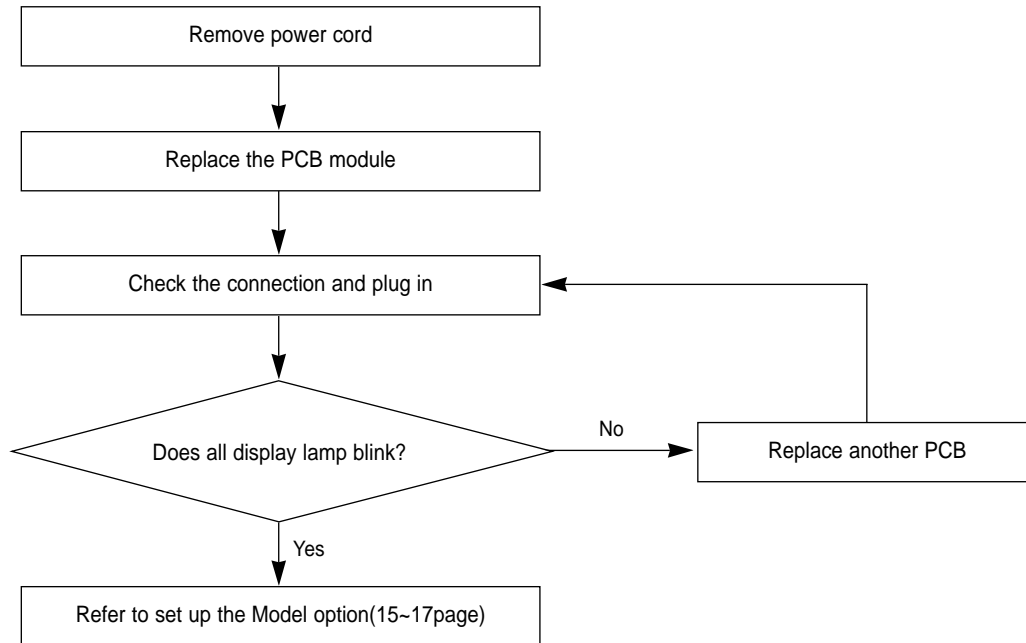 Remove power cord
Replace the PCB module
Check the connection and plug in
Does all display lamp blink?
No
Replace another PCB
Yes
Refer to set up the Model option(15~17page)